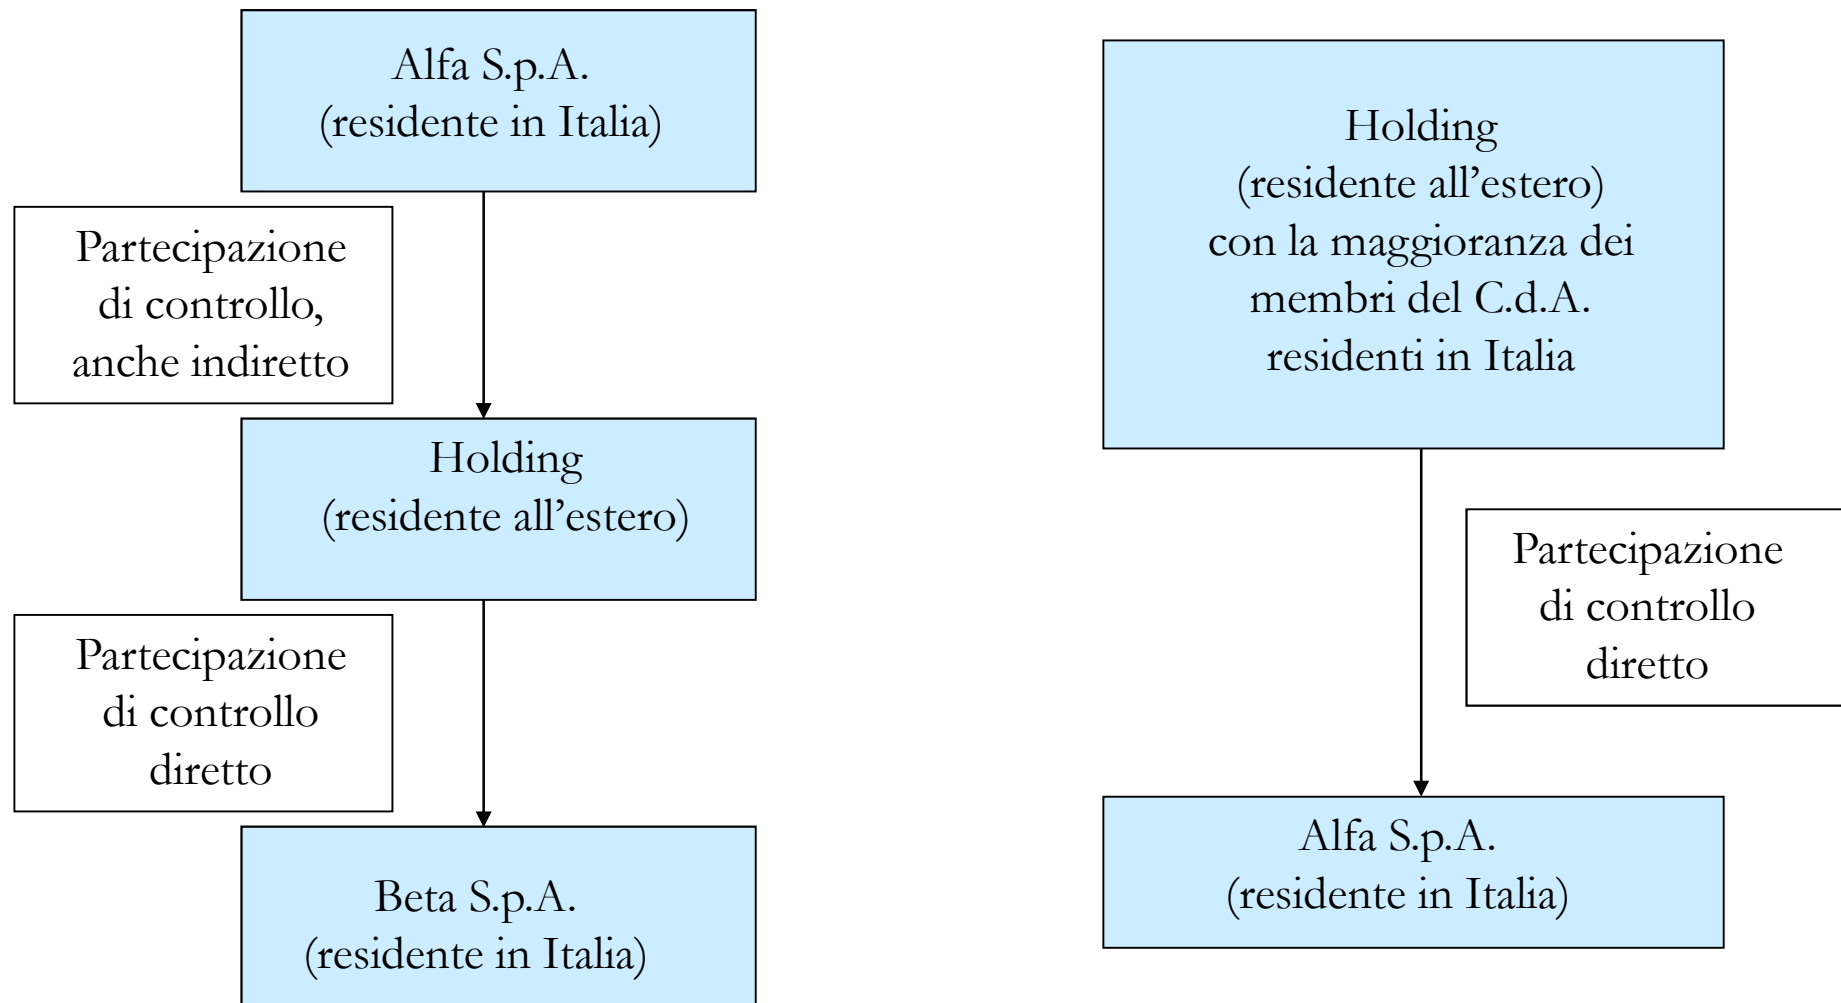 Alfa S.p.A.
(residente in Italia)
Partecipazione
di controllo,
anche indiretto
Holding
(residente all’estero)
Partecipazione
di controllo
diretto
Beta S.p.A.
(residente in Italia)
Holding
(residente all’estero)
con la maggioranza dei
membri del C.d.A.
residenti in Italia
Partecipazione
di controllo
diretto
Alfa S.p.A.
(residente in Italia)